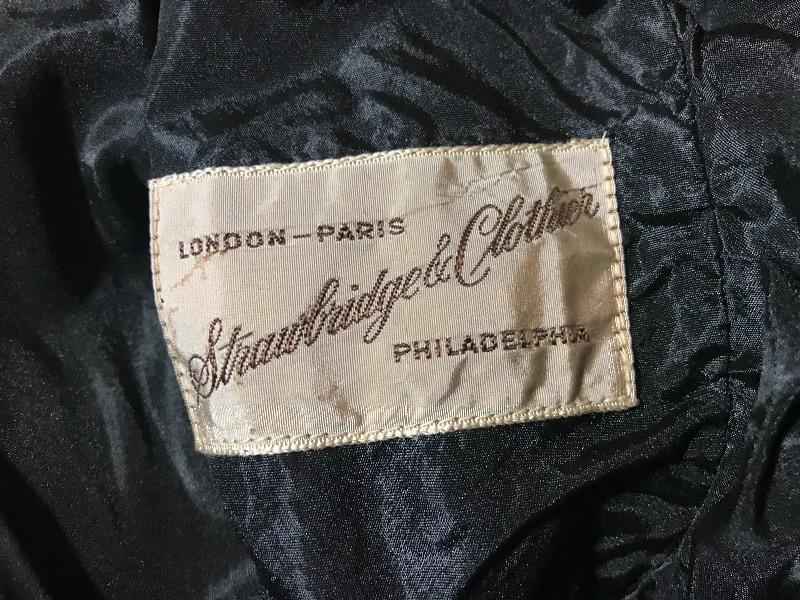 LONDON – PARIS
Strawbridge & Clothier
PHILADELPHIA